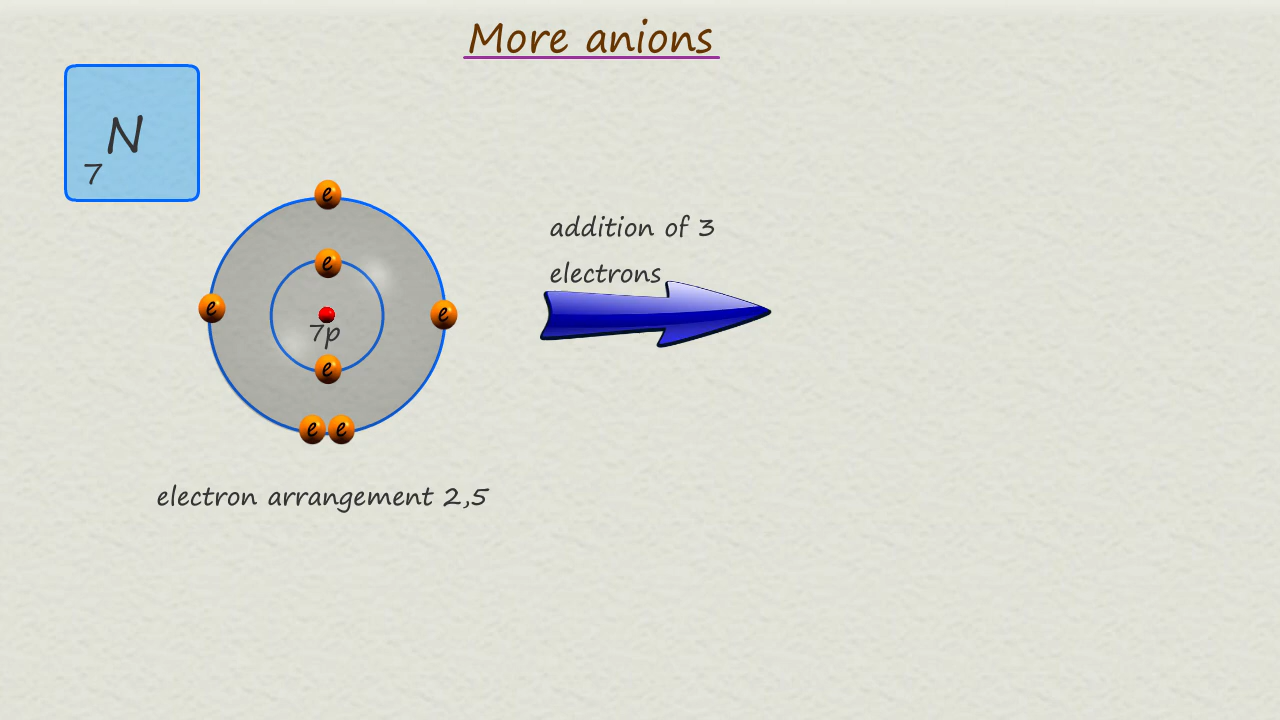 More anions
N
7
addition of 3
electrons
e
e
e
e
7p
e
e e
electron arrangement 2,5